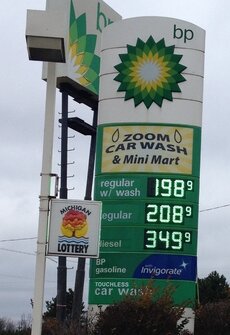 bp
ZOOM
CAR WASH
& Mini Mart
regular
w/ wash
198 9
regular
208 9
diesel
349 9
MICHIGAN
LOTTERY
BP
gasoline
Invigorate
TOUCHLESS
car wash